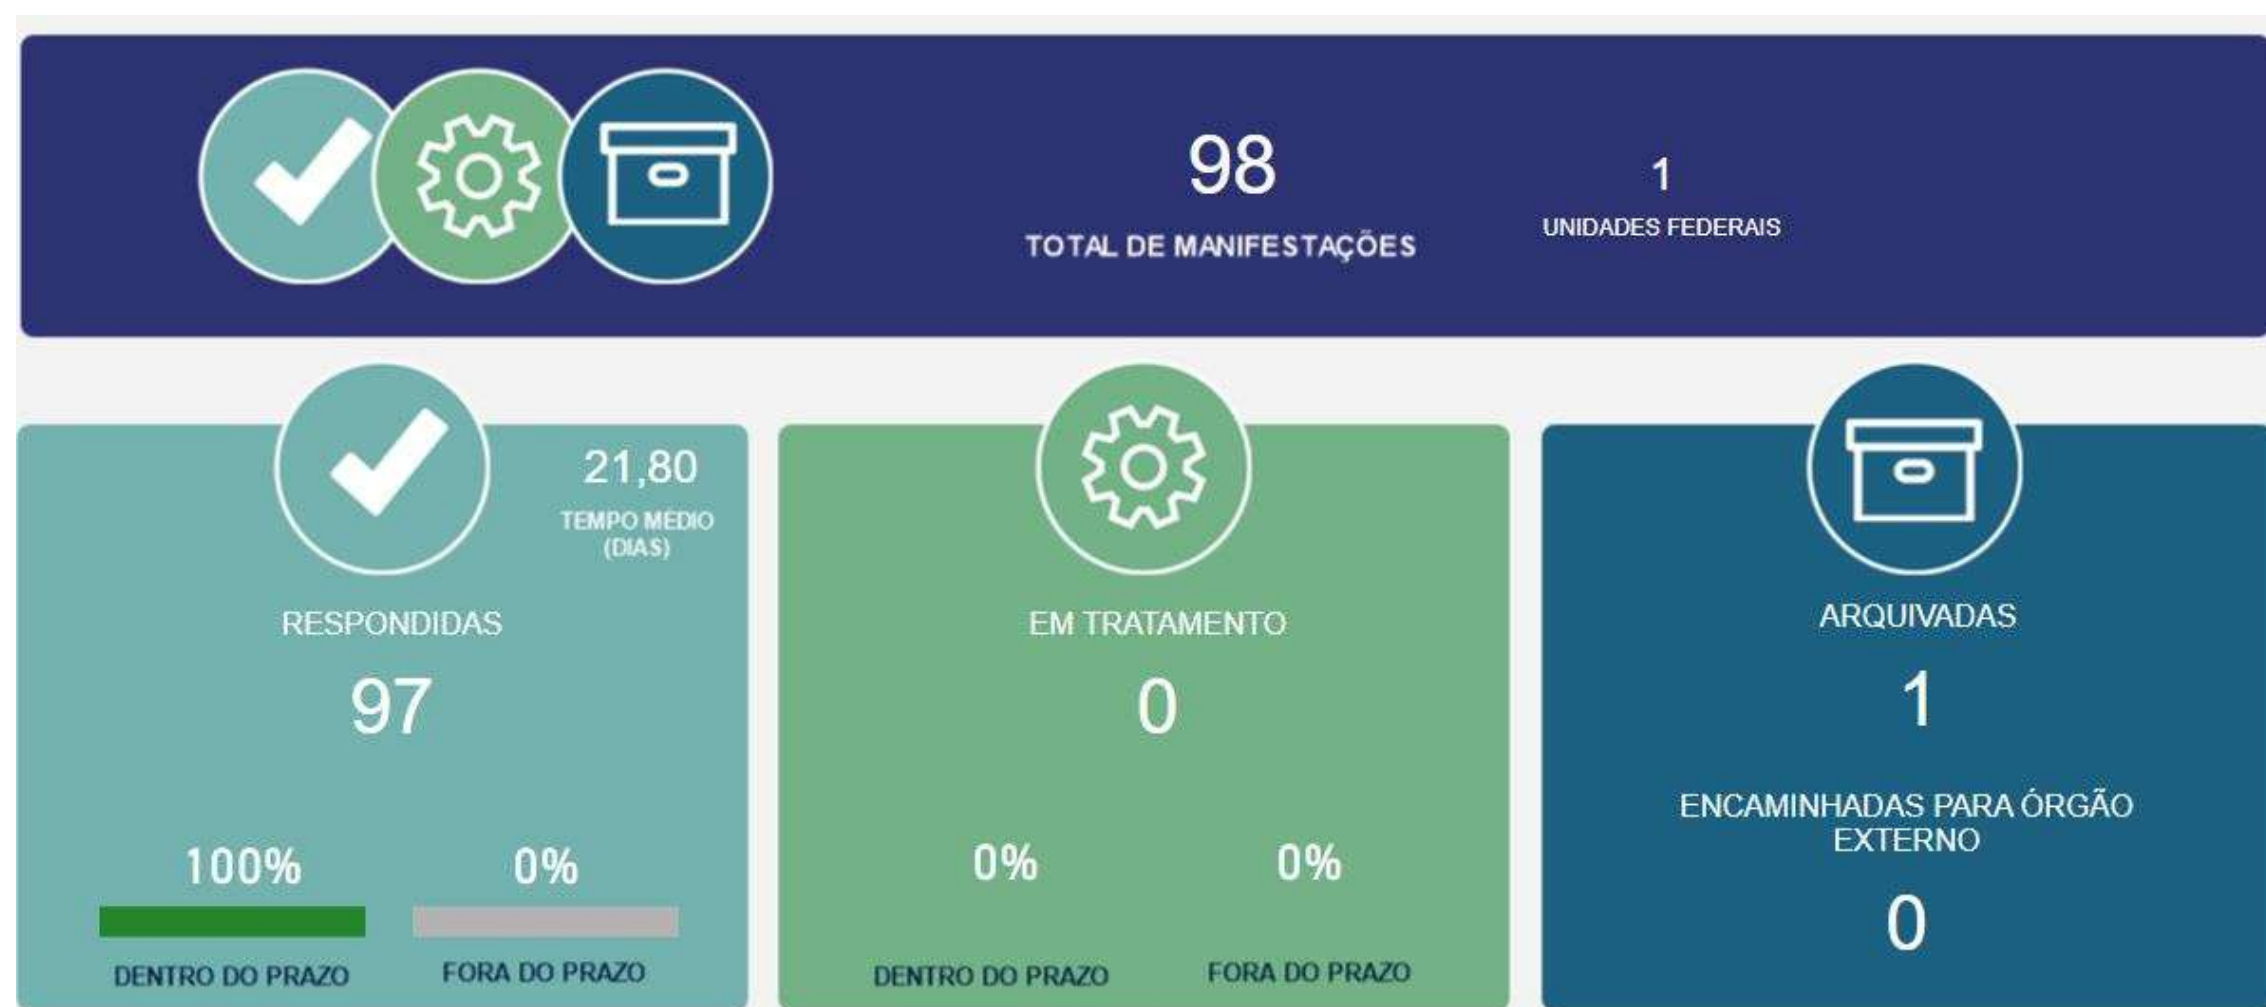 98
TOTAL DE MANIFESTAÇÕES
1
UNIDADES FEDERAIS
21,80
TEMPO MÉDIO
(DIAS)
RESPONDIDAS
97
100%
0%
DENTRO DO PRAZO
FORA DO PRAZO
EM TRATAMENTO
0
0%
0%
DENTRO DO PRAZO
FORA DO PRAZO
ARQUIVADAS
1
ENCAMINHADAS PARA ÓRGÃO
EXTERNO
0